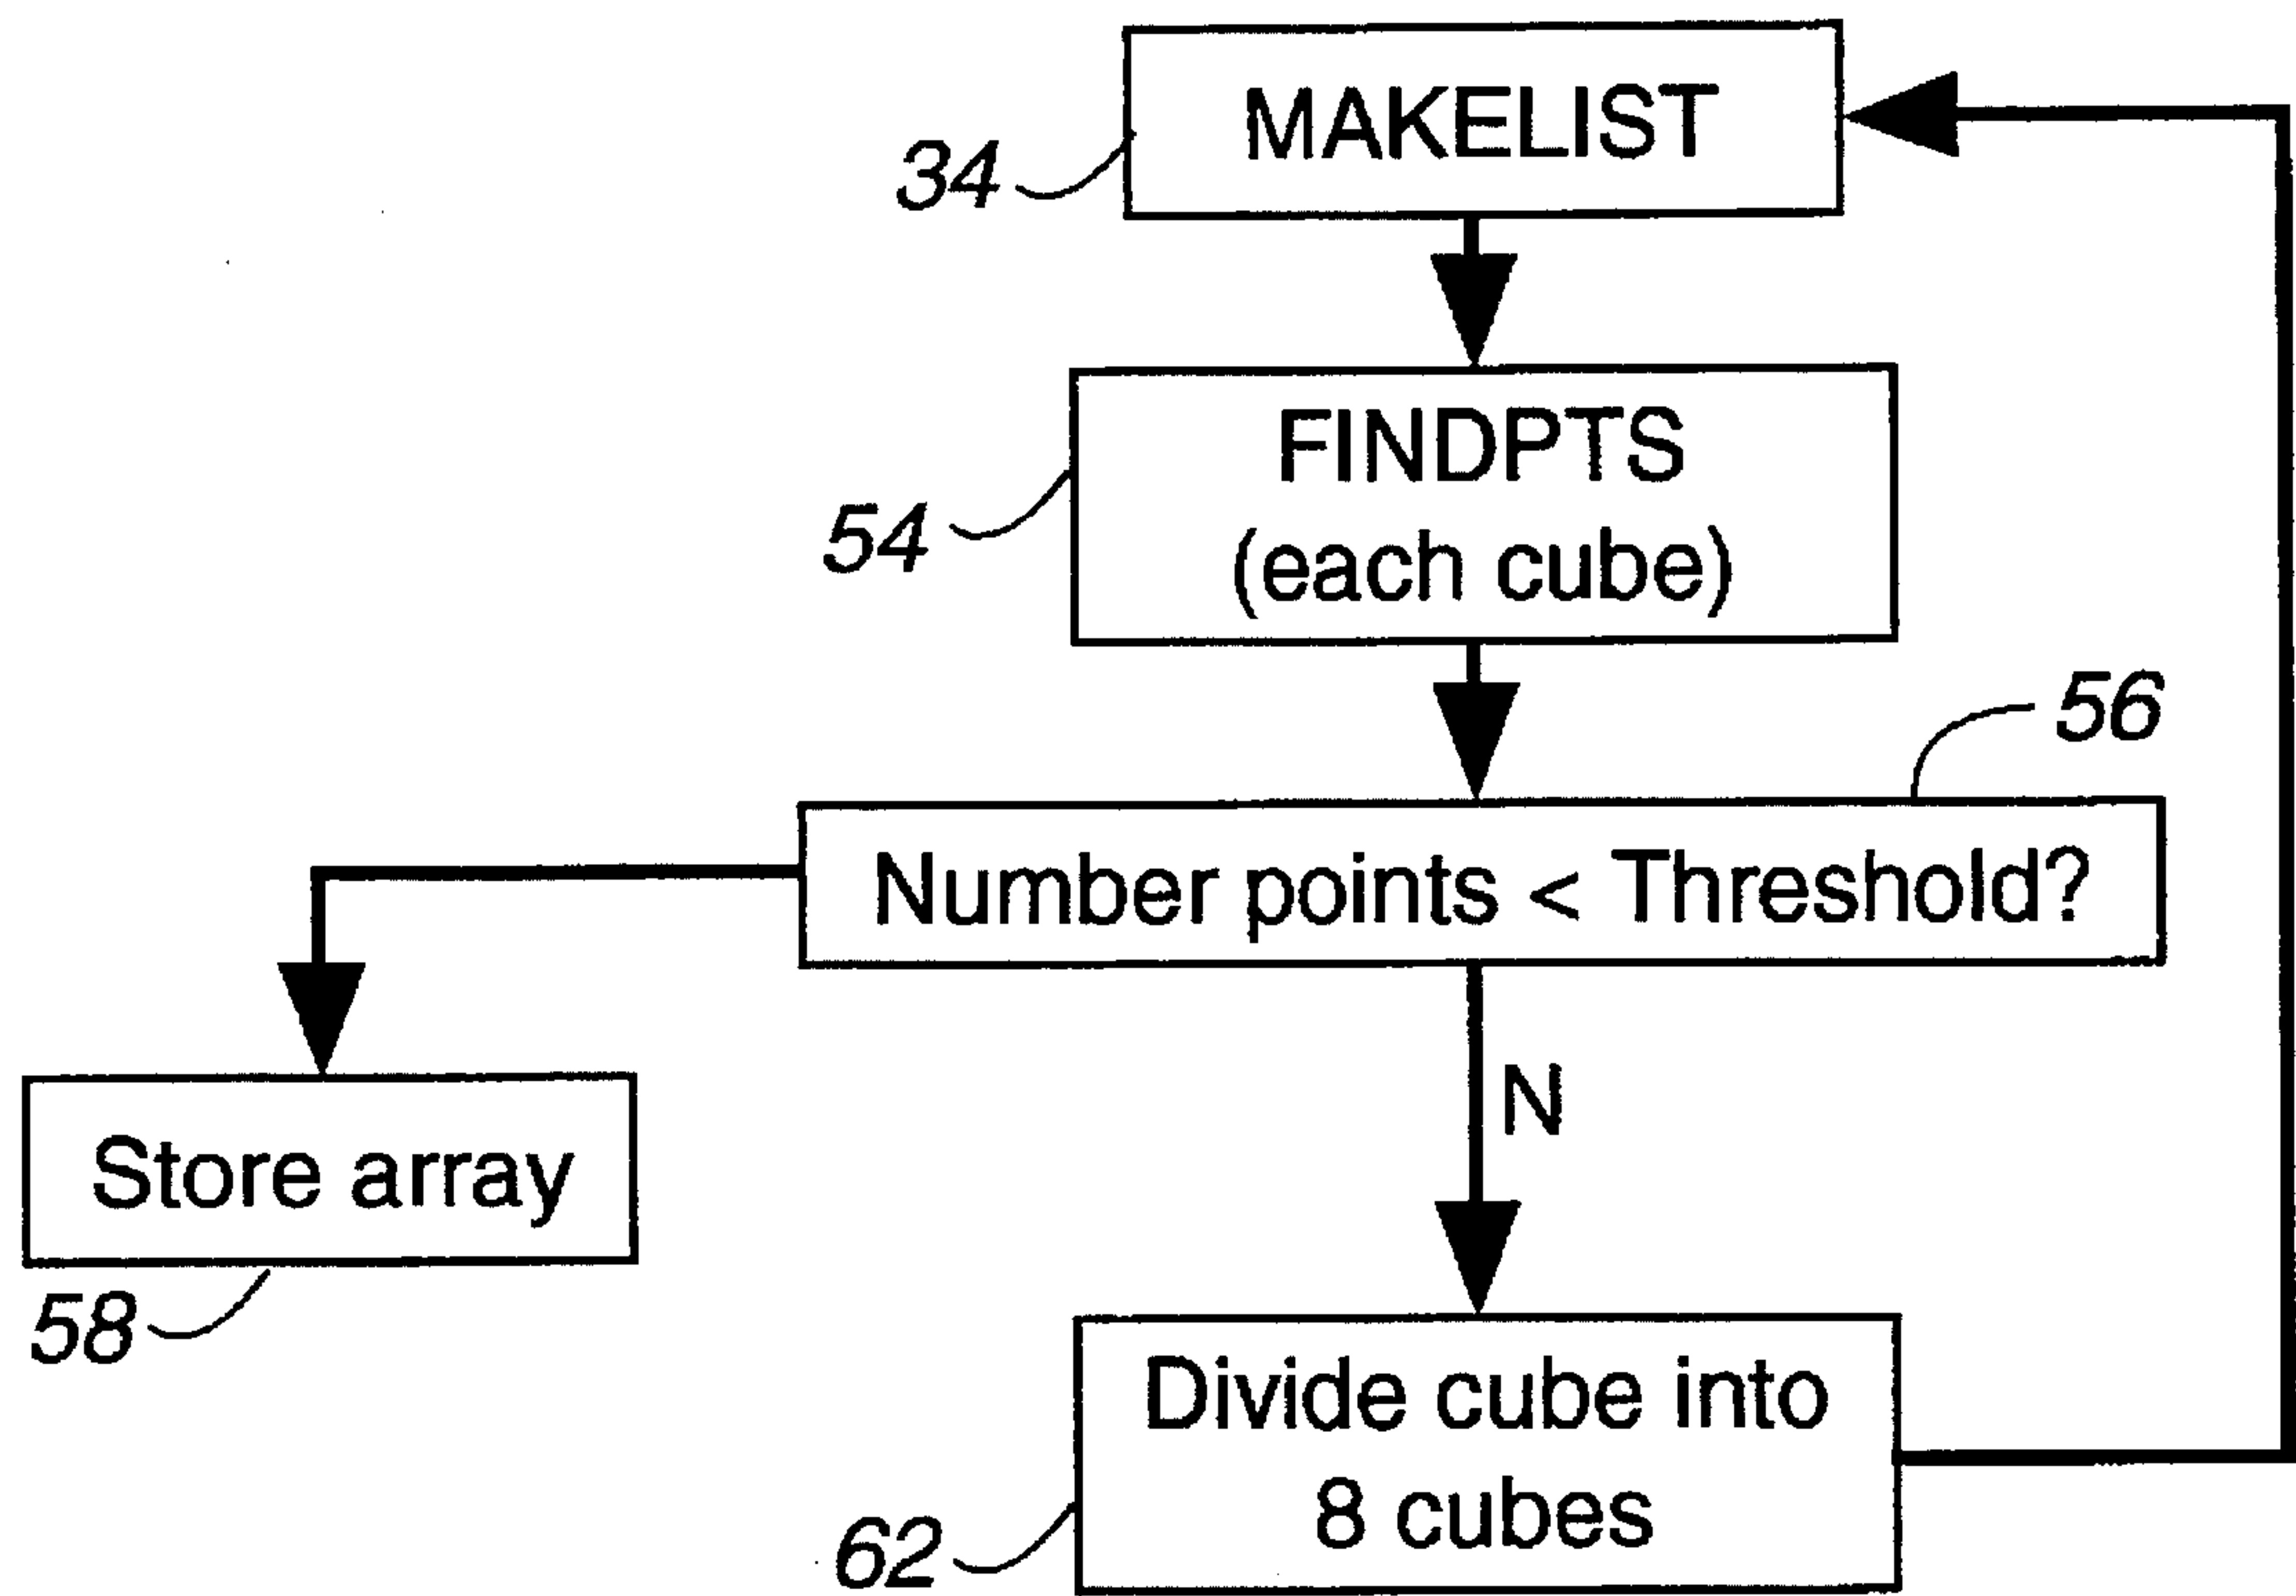 MAKELIST
34
FINDPTS
(each cube)
54
56
Number points < Threshold?
N
Store array
58
Divide cube into
8 cubes
62